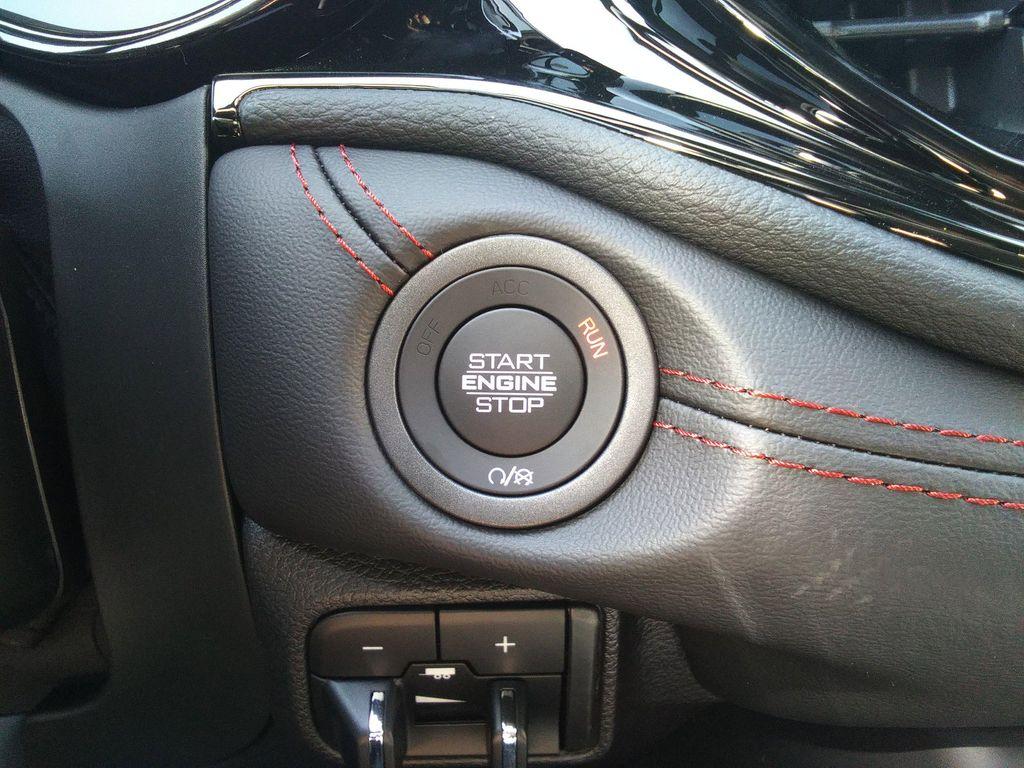 ACC
OFF
RUN
START
ENGINE
STOP
- +